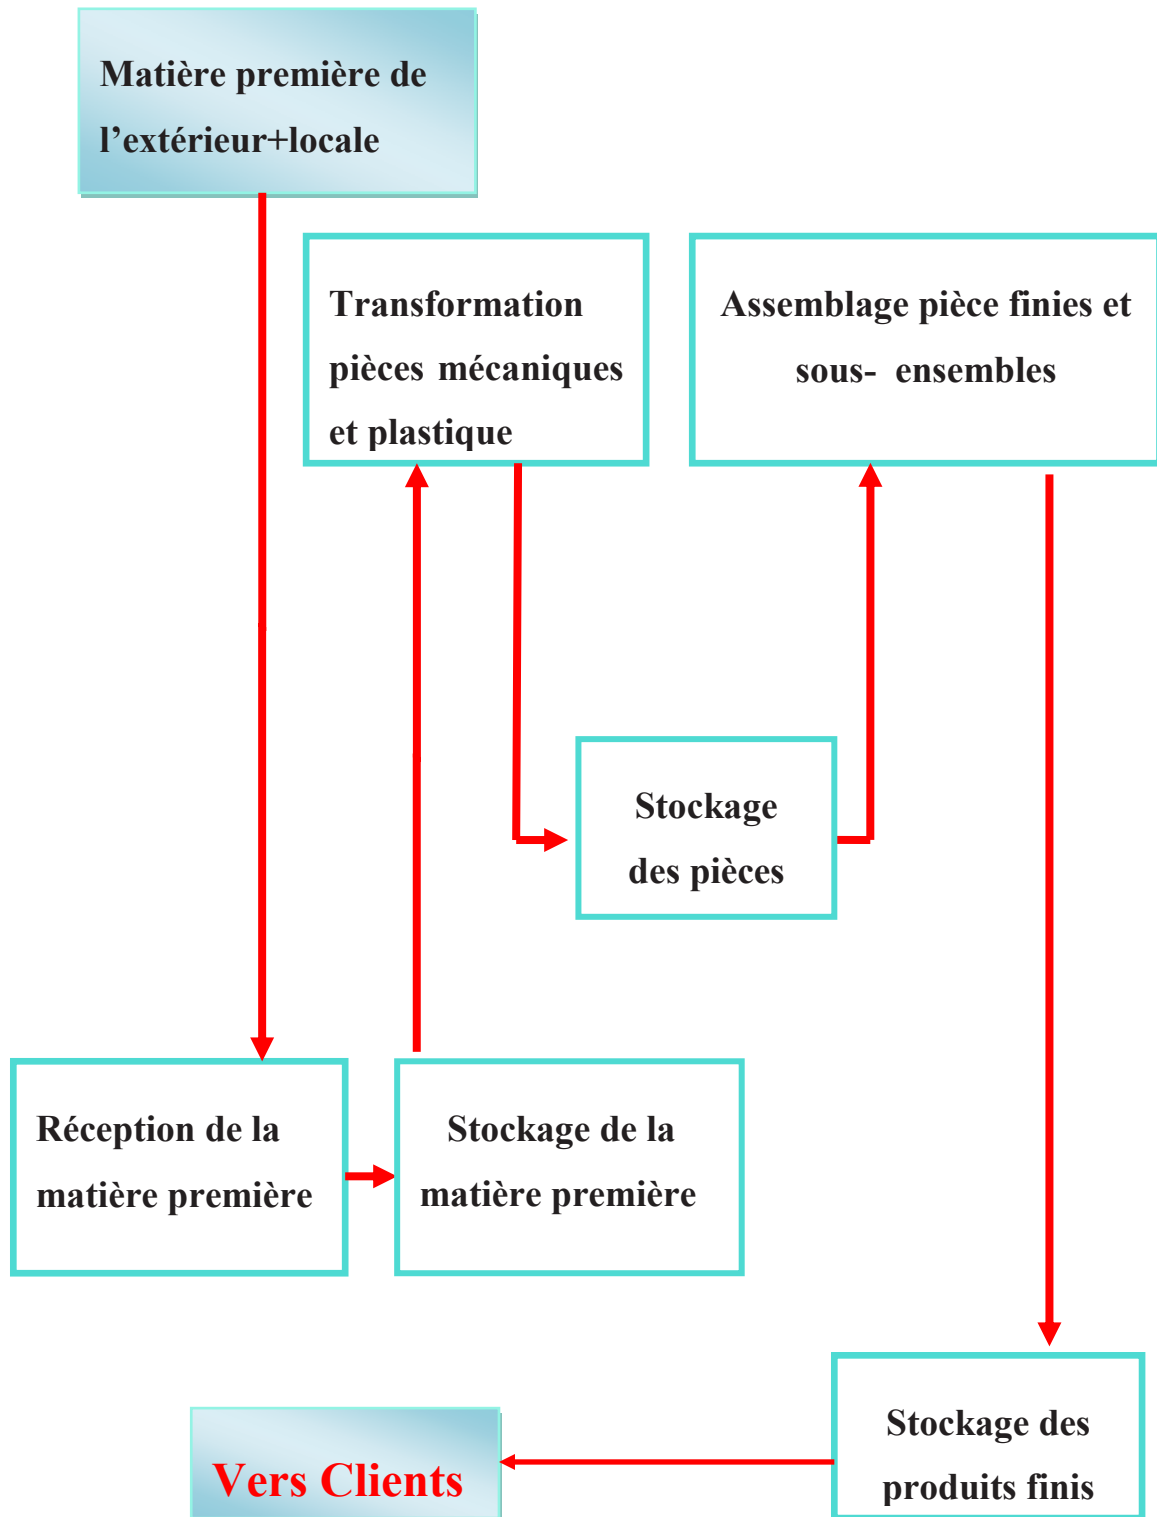 Matière première de
l’extérieur+locale
Transformation
pièces mécaniques
et plastique
Assemblage pièce finies et
sous- ensembles
Stockage
des pièces
Réception de la
matière première
Stockage de la
matière première
Stockage des
produits finis
Vers Clients